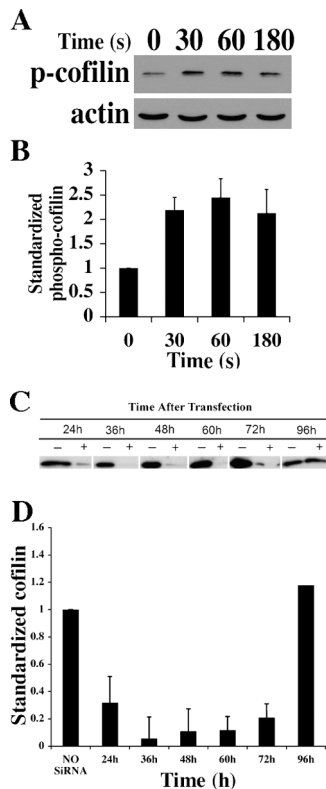 A
Time (s) 0 30 60 180
p-cofilin
actin
B
Standardized
phospho-cofilin
3
2.5
2
1.5
1
0.5
0
0 30 60 180
Time (s)
C
Time After Transfection
24h 36h 48h 60h 72h 96h
– + – + – + – + – + – +
D
Standardized cofilin
1.6
1.4
1.2
1
0.8
0.6
0.4
0.2
0
NO SiRNA 24h 36h 48h 60h 72h 96h
Time (h)